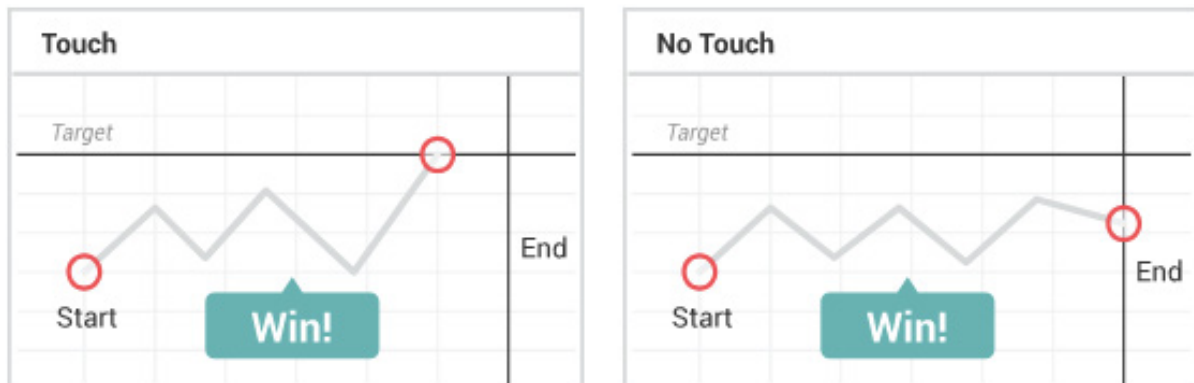 Touch
Target
End
Start
Win!
No Touch
Target
End
Start
Win!